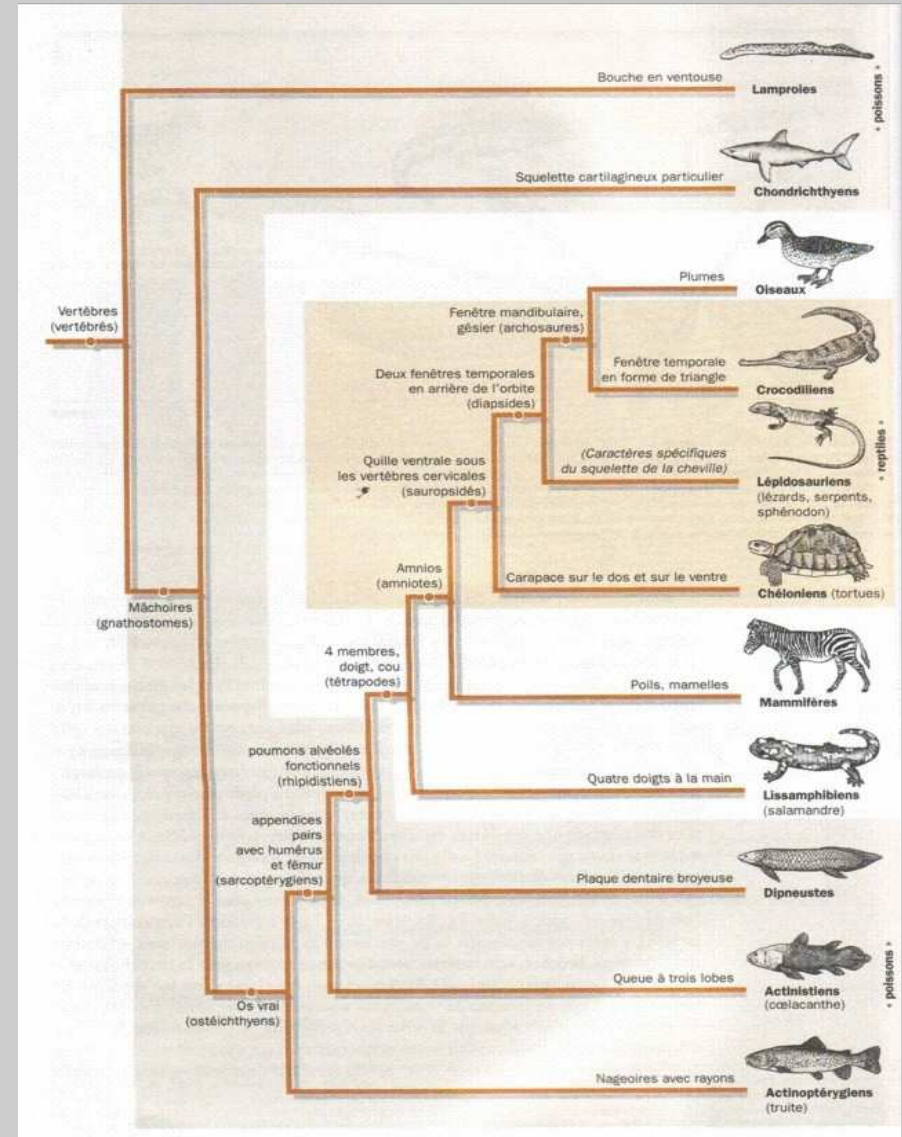 Bouche en ventouse
Lamproies
« poissons »
Squelette cartilagineux particulier
Chondrichthyens
Plumes
Oiseaux
Vertèbres
(vertébrés)
Fenêtre mandibulaire,
gésier (archosaures)
Fenêtre temporale
en forme de triangle
Crocodiliens
Deux fenêtres temporales
en arrière de l'orbite
(diapsides)
« reptiles »
(Caractères spécifiques
du squelette de la cheville)
Lépidosauriens
(lézards, serpents,
sphénodon)
Quille ventrale sous
les vertèbres cervicales
(sauropsidés)
Amnios
(amniotes)
Carapace sur le dos et sur le ventre
Chéloniens (tortues)
Mâchoires
(gnathostomes)
4 membres,
doigt, cou
(tétrapodes)
Poils, mamelles
Mammifères
poumons alvéolés
fonctionnels
(rhipidistiens)
Quatre doigts à la main
Lissamphibiens
(salamandre)
appendices
pairs
avec humérus
et fémur
(sarcoptérygiens)
Plaque dentaire broyeuse
Dipneustes
Queue à trois lobes
Actinistiens
(cœlacanthe)
« poissons »
Os vrai
(ostéichthyens)
Nageoires avec rayons
Actinoptérygiens
(truite)